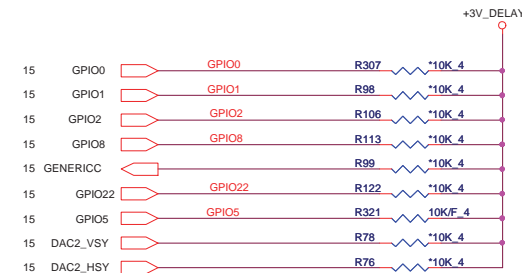 +3V_DELAY
15 GPIO0 GPIO0 R307 *10K_4
15 GPIO1 GPIO1 R98 *10K_4
15 GPIO2 GPIO2 R106 *10K_4
15 GPIO8 GPIO8 R113 *10K_4
15 GENERICC R99 *10K_4
15 GPIO22 GPIO22 R122 *10K_4
15 GPIO5 GPIO5 R321 10K/F_4
15 DAC2_VSY R78 *10K_4
15 DAC2_HSY R76 *10K_4